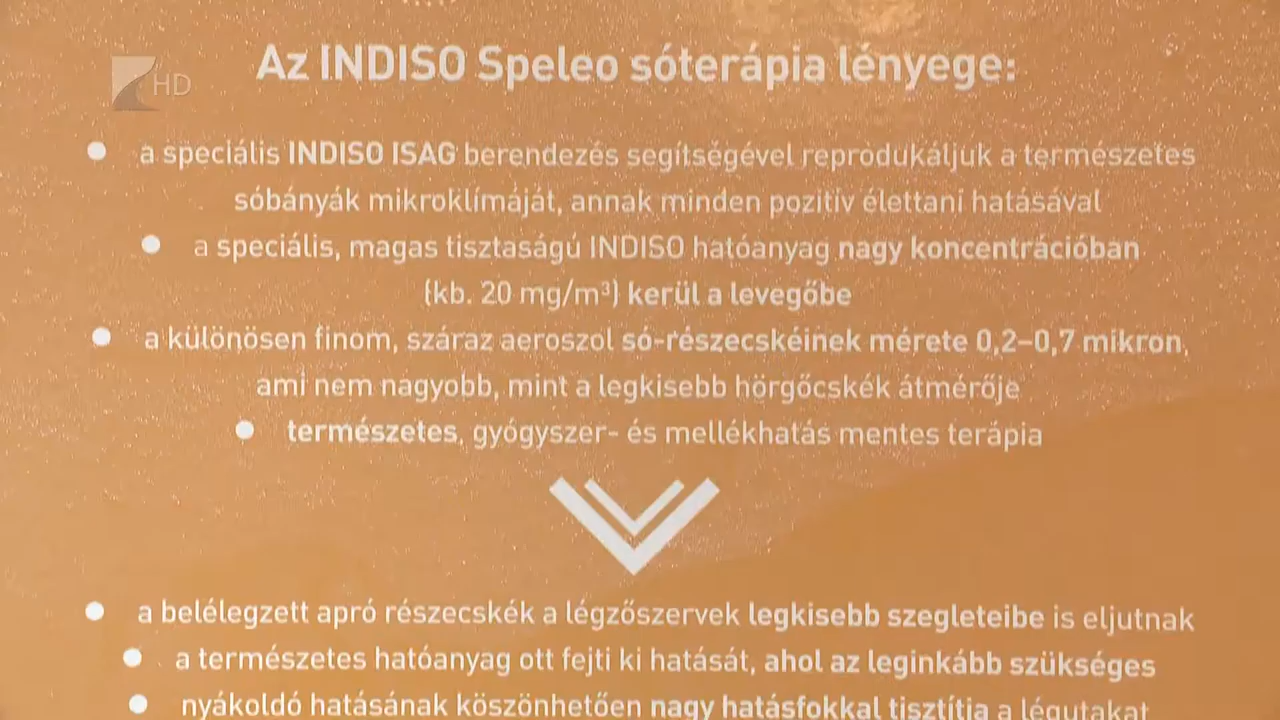 Az INDISO Speleo sóterápia lényege:
HD
• a speciális INDISO ISAG berendezés segítségével reprodukáljuk a természetes
sóbányák mikroklímáját, annak minden pozitív élettani hatásával
• a speciális, magas tisztaságú INDISO hatóanyag nagy koncentrációban
(kb. 20 mg/m³) kerül a levegőbe
• a különösen finom, száraz aeroszol só-részecskéinek mérete 0,2–0,7 mikron,
ami nem nagyobb, mint a legkisebb hörgőcskék átmérője
• természetes, gyógyszer- és mellékhatás mentes terápia
• a belélegzett apró részecskék a légzőszervek legkisebb szegleteibe is eljutnak
• a természetes hatóanyag ott fejti ki hatását, ahol az leginkább szükséges
• nyákoldó hatásának köszönhetően nagy hatásfokkal tisztítja a légutakat